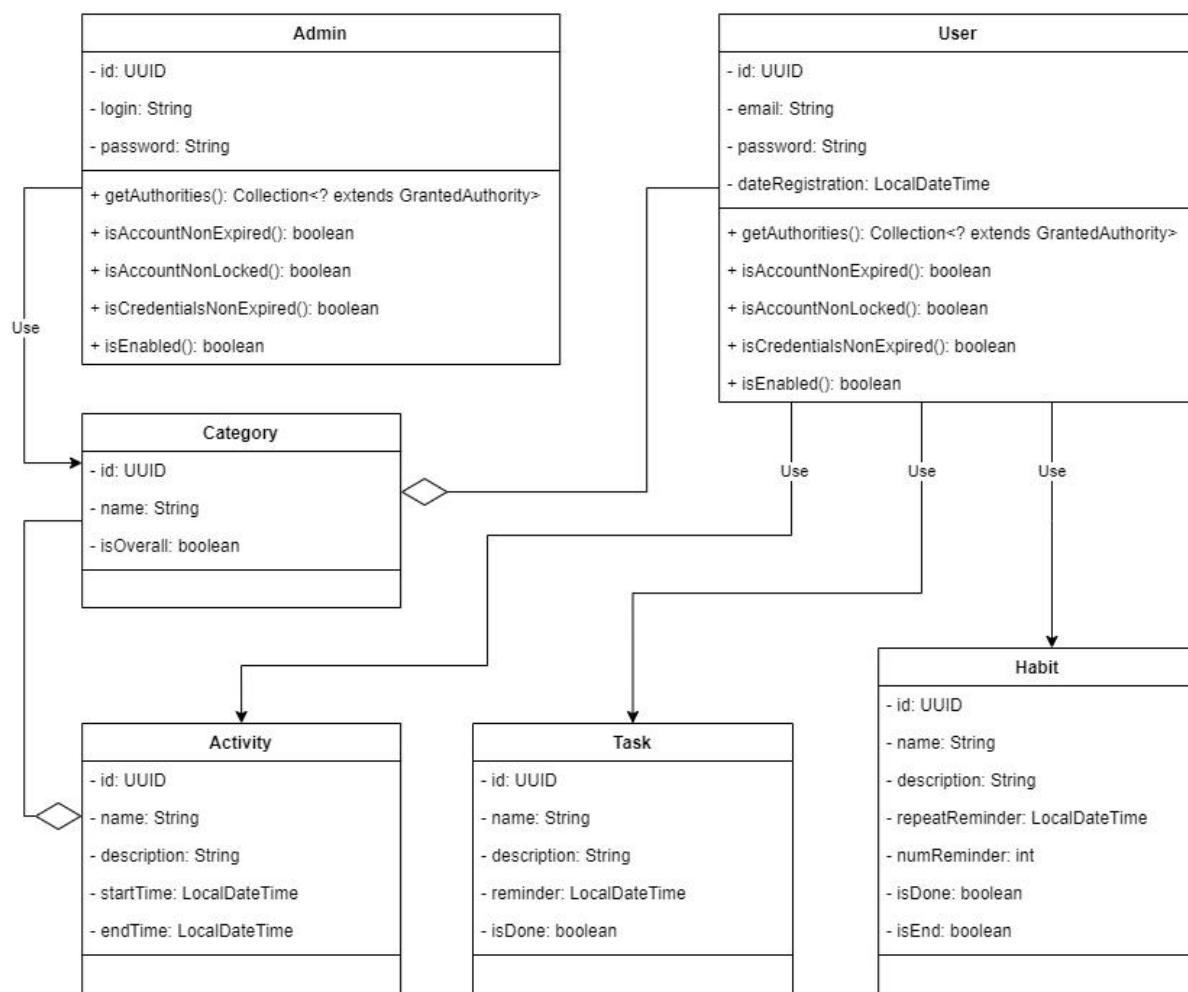 Admin
- id: UUID
- login: String
- password: String
+ getAuthorities(): Collection<? extends GrantedAuthority>
+ isAccountNonExpired(): boolean
+ isAccountNonLocked(): boolean
+ isCredentialsNonExpired(): boolean
+ isEnabled(): boolean
User
- id: UUID
- email: String
- password: String
- dateRegistration: LocalDateTime
+ getAuthorities(): Collection<? extends GrantedAuthority>
+ isAccountNonExpired(): boolean
+ isAccountNonLocked(): boolean
+ isCredentialsNonExpired(): boolean
+ isEnabled(): boolean
Use
Category
- id: UUID
- name: String
- isOverall: boolean
Use
Use
Use
Activity
- id: UUID
- name: String
- description: String
- startTime: LocalDateTime
- endTime: LocalDateTime
Task
- id: UUID
- name: String
- description: String
- reminder: LocalDateTime
- isDone: boolean
Habit
- id: UUID
- name: String
- description: String
- repeatReminder: LocalDateTime
- numReminder: int
- isDone: boolean
- isEnd: boolean